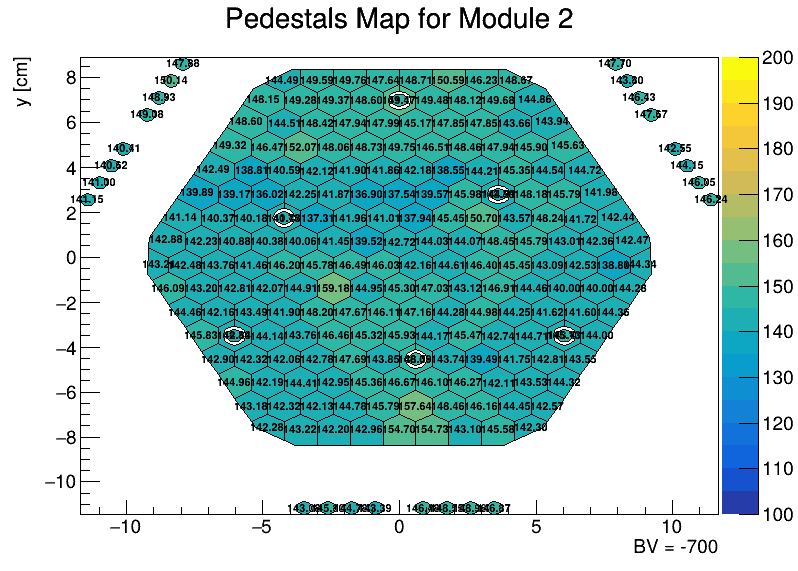 Pedestals Map for Module 2
y [cm]
8
6
4
2
0
−2
−4
−6
−8
−10
−10 −5 0 5 10
BV = -700
200
190
180
170
160
150
140
130
120
110
100
147.88 147.70
150.14 143.60
148.93 146.43
149.08 147.67
140.41 142.55
140.62 144.15
141.00 146.05
141.15 146.24
144.49 149.59 149.76 147.64 148.71 150.59 146.23 148.67
148.15 149.28 149.37 148.60 149.48 148.12 149.68 144.86
148.60 144.51 148.42 147.94 147.99 145.17 147.85 143.66 143.94
149.32 146.47 152.07 148.06 148.73 149.75 146.51 147.94 145.90 145.63
142.49 138.81 140.59 142.12 141.90 141.86 142.18 138.55 144.21 145.35 144.54 144.72
139.89 139.17 136.02 142.25 141.87 136.90 137.54 139.57 145.98 148.18 145.79 141.98
141.14 140.37 140.18 137.31 141.96 141.01 137.94 145.45 150.70 143.57 148.24 141.72 142.44
142.88 142.23 140.88 140.38 140.06 141.45 139.52 142.72 144.03 144.07 148.45 145.79 143.01 142.36 142.47
142.48 143.76 141.46 146.20 145.78 146.49 146.03 142.16 144.61 146.40 145.45 143.09 142.53 144.34
146.09 143.20 142.81 142.07 144.91 159.18 144.95 145.30 147.03 143.12 146.91 144.46 140.00 144.28
144.46 142.16 143.49 141.90 148.20 147.67 146.11 147.16 144.28 144.28 145.09 142.61 141.60 144.36
145.83 144.14 143.76 146.46 145.32 145.93 144.17 145.47 142.74 144.71 144.00
142.90 142.32 142.06 142.78 147.69 143.85 143.74 139.49 141.75 142.81 143.55
144.96 142.19 144.41 142.95 145.36 146.67 146.10 146.27 142.11 143.53 144.32
143.18 142.32 142.13 144.78 145.79 157.64 148.46 146.16 144.45 142.57
142.28 143.22 142.20 142.96 154.70 154.73 143.10 145.58 142.30